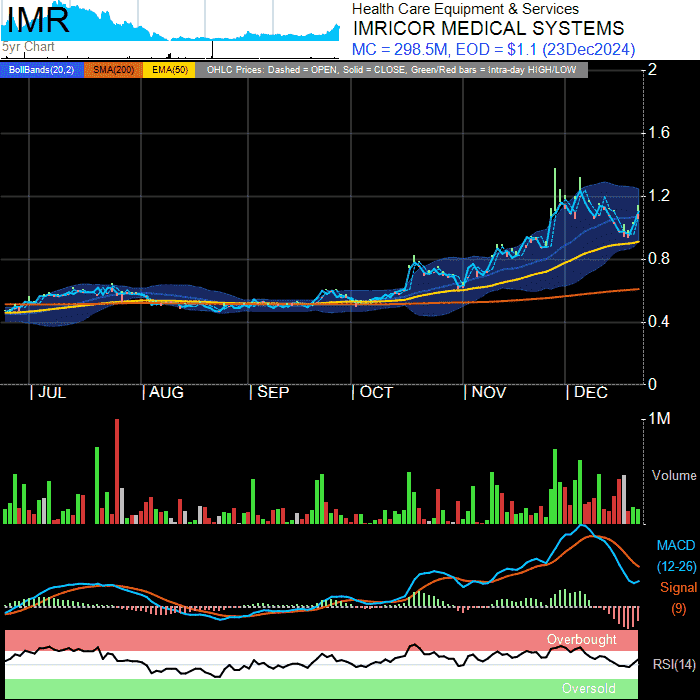 IMR
5yr Chart
Health Care Equipment & Services
IMRICOR MEDICAL SYSTEMS
MC = 298.5M, EOD = $1.1 (23Dec2024)
BollBands(20,2) SMA(200) EMA(50) OHLC Prices: Dashed = OPEN, Solid = CLOSE, Green/Red bars = Intra-day HIGH/LOW
2
1.6
1.2
0.8
0.4
0
| JUL | AUG | SEP | OCT | NOV | DEC
1M
Volume
MACD
(12-26)
Signal
(9)
Overbought
RSI(14)
Oversold